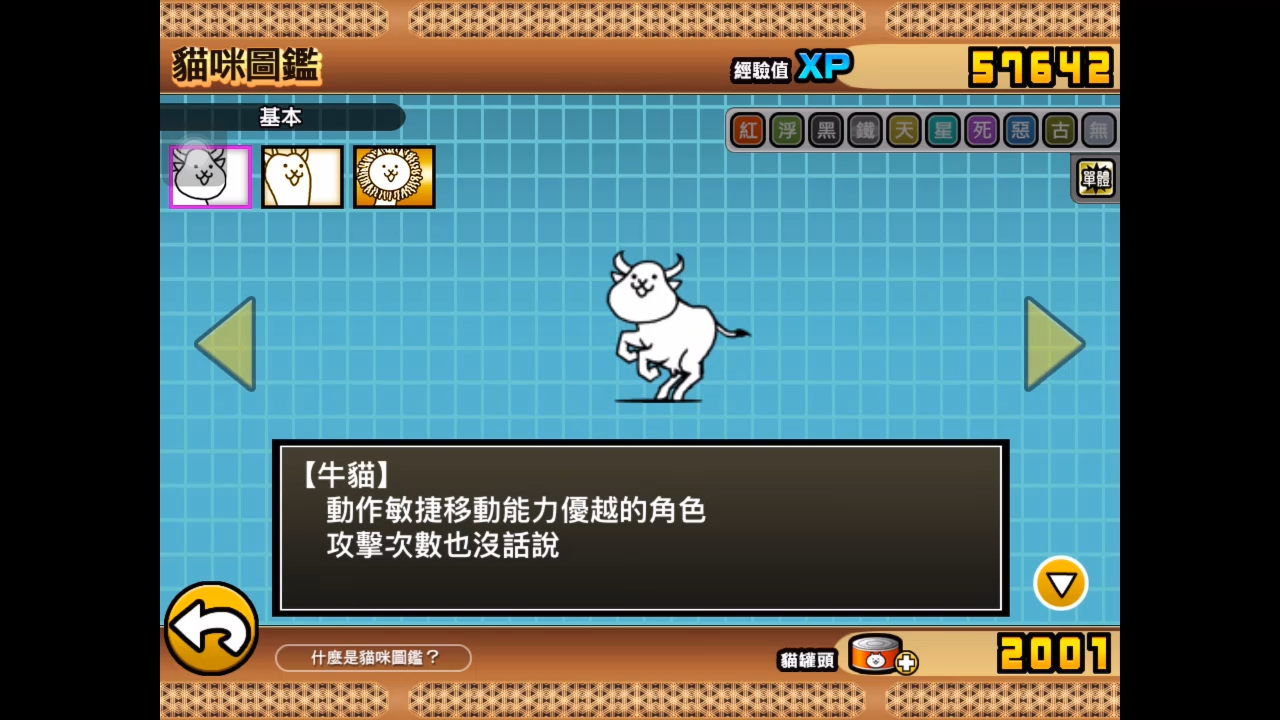 貓咪圖鑑
經驗值 XP 57642
基本
紅 浮 黑 鐵 天 星 死 惡 古 無
單體
【牛貓】
動作敏捷移動能力優越的角色
攻擊次數也沒話說
什麼是貓咪圖鑑？
貓罐頭 2001